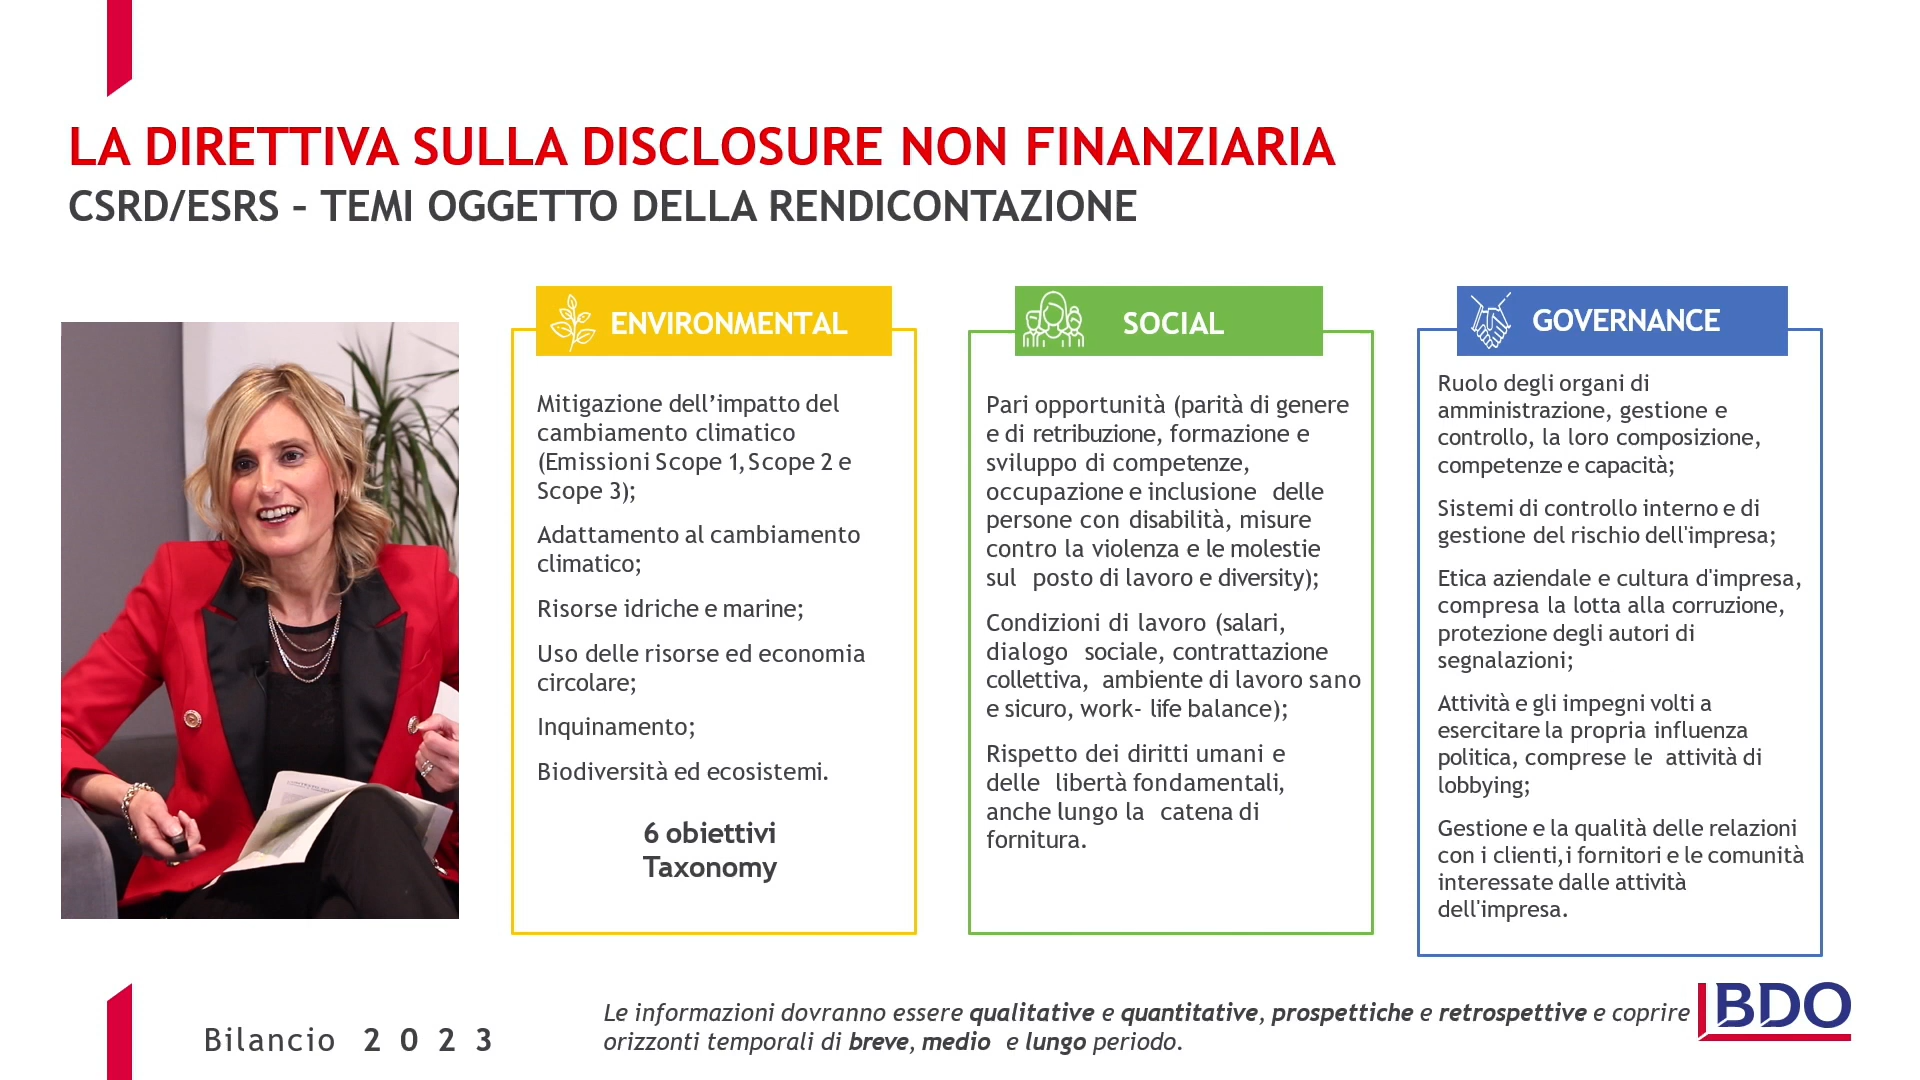 LA DIRETTIVA SULLA DISCLOSURE NON FINANZIARIA
CSRD/ESRS – TEMI OGGETTO DELLA RENDICONTAZIONE
ENVIRONMENTAL
Mitigazione dell’impatto del
cambiamento climatico
(Emissioni Scope 1, Scope 2 e
Scope 3);
Adattamento al cambiamento
climatico;
Risorse idriche e marine;
Uso delle risorse ed economia
circolare;
Inquinamento;
Biodiversità ed ecosistemi.
6 obiettivi
Taxonomy
SOCIAL
Pari opportunità (parità di genere
e di retribuzione, formazione e
sviluppo di competenze,
occupazione e inclusione delle
persone con disabilità, misure
contro la violenza e le molestie
sul posto di lavoro e diversity);
Condizioni di lavoro (salari,
dialogo sociale, contrattazione
collettiva, ambiente di lavoro sano
e sicuro, work- life balance);
Rispetto dei diritti umani e
delle libertà fondamentali,
anche lungo la catena di
fornitura.
GOVERNANCE
Ruolo degli organi di
amministrazione, gestione e
controllo, la loro composizione,
competenze e capacità;
Sistemi di controllo interno e di
gestione del rischio dell'impresa;
Etica aziendale e cultura d'impresa,
compresa la lotta alla corruzione,
protezione degli autori di
segnalazioni;
Attività e gli impegni volti a
esercitare la propria influenza
politica, comprese le attività di
lobbying;
Gestione e la qualità delle relazioni
con i clienti, i fornitori e le comunità
interessate dalle attività
dell'impresa.
Bilancio 2023
Le informazioni dovranno essere qualitative e quantitative, prospettiche e retrospettive e coprire
orizzonti temporali di breve, medio e lungo periodo.
BDO